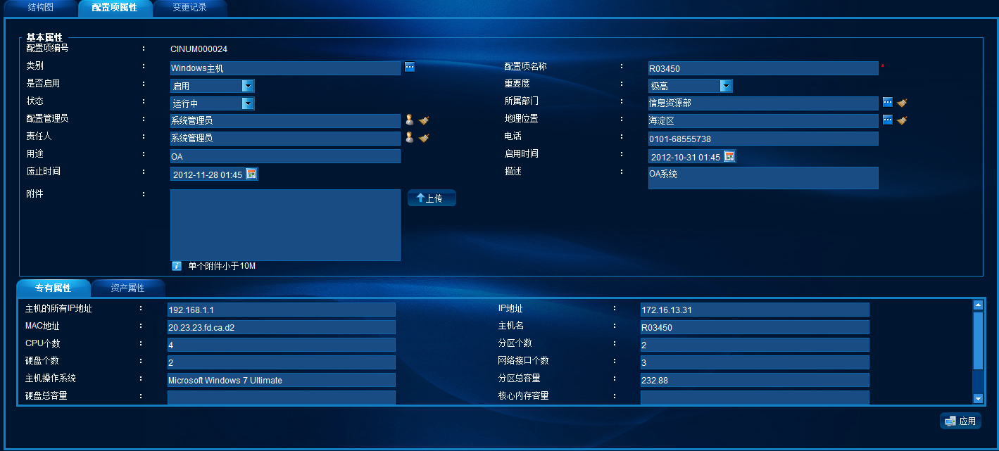 结构图 配置项属性 变更记录
基本属性
配置项编号 : CINUM000024
类别 : Windows主机 配置项名称 : R03450 *
是否启用 : 启用 重要度 : 极高
状态 : 运行中 所属部门 : 信息资源部
配置管理员 : 系统管理员 地理位置 : 海淀区
责任人 : 系统管理员 电话 : 0101-68555738
用途 : OA 启用时间 : 2012-10-31 01:45
废止时间 : 2012-11-28 01:45 描述 : OA系统
附件 : 上传
单个附件小于10M
专有属性 资产属性
主机的所有IP地址 : 192.168.1.1 IP地址 : 172.16.13.31
MAC地址 : 20.23.23.fd.ca.d2 主机名 : R03450
CPU个数 : 4 分区个数 : 2
硬盘个数 : 2 网络接口个数 : 3
主机操作系统 : Microsoft Windows 7 Ultimate 分区总容量 : 232.88
硬盘总容量 : 核心内存容量 :
应用